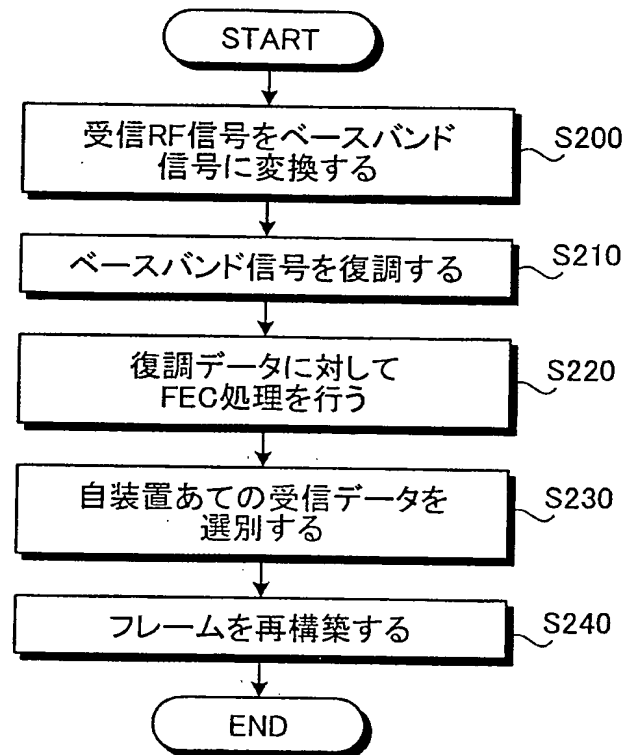 START
受信RF信号をベースバンド
信号に変換する
S200
ベースバンド信号を復調する
S210
復調データに対して
FEC処理を行う
S220
自装置あての受信データを
選別する
S230
フレームを再構築する
S240
END